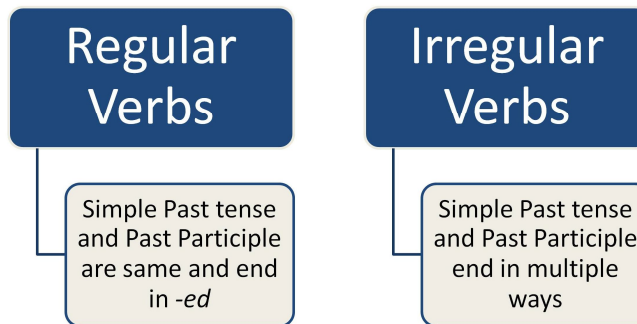 Regular
Verbs
Simple Past tense
and Past Participle
are same and end
in -ed
Irregular
Verbs
Simple Past tense
and Past Participle
end in multiple
ways